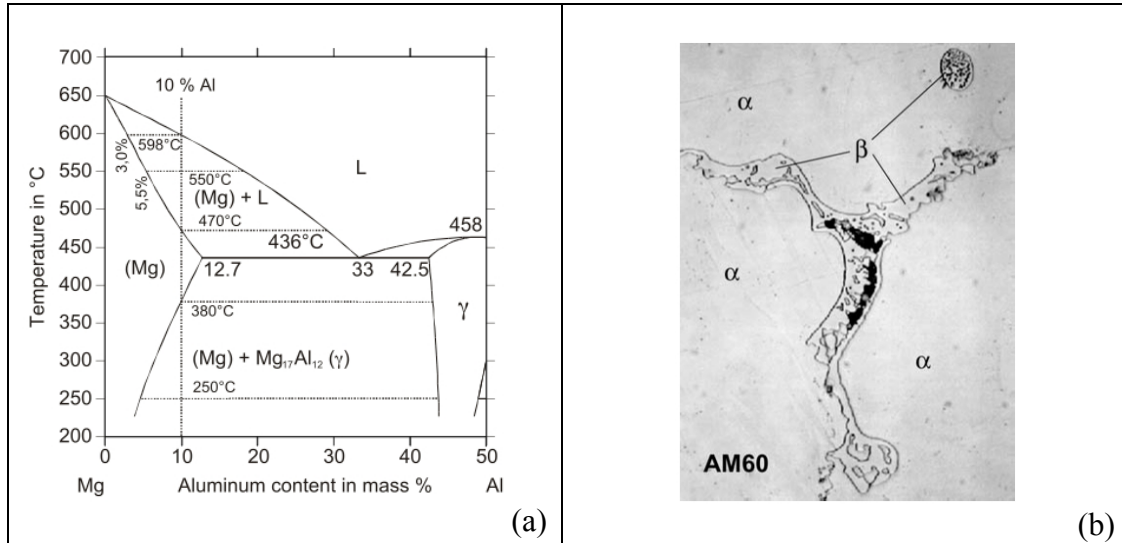 700
650
600
550
500
450
400
350
300
250
200
Temperature in °C
10 % Al
598°C
3,0%
550°C
5,5%
(Mg) + L
470°C
436°C
L
458
(Mg)
12.7
33
42.5
380°C
γ
(Mg) + Mg₁₇Al₁₂ (γ)
250°C
0
10
20
30
40
50
Mg
Aluminum content in mass %
Al
(a)
α
β
α
α
AM60
(b)